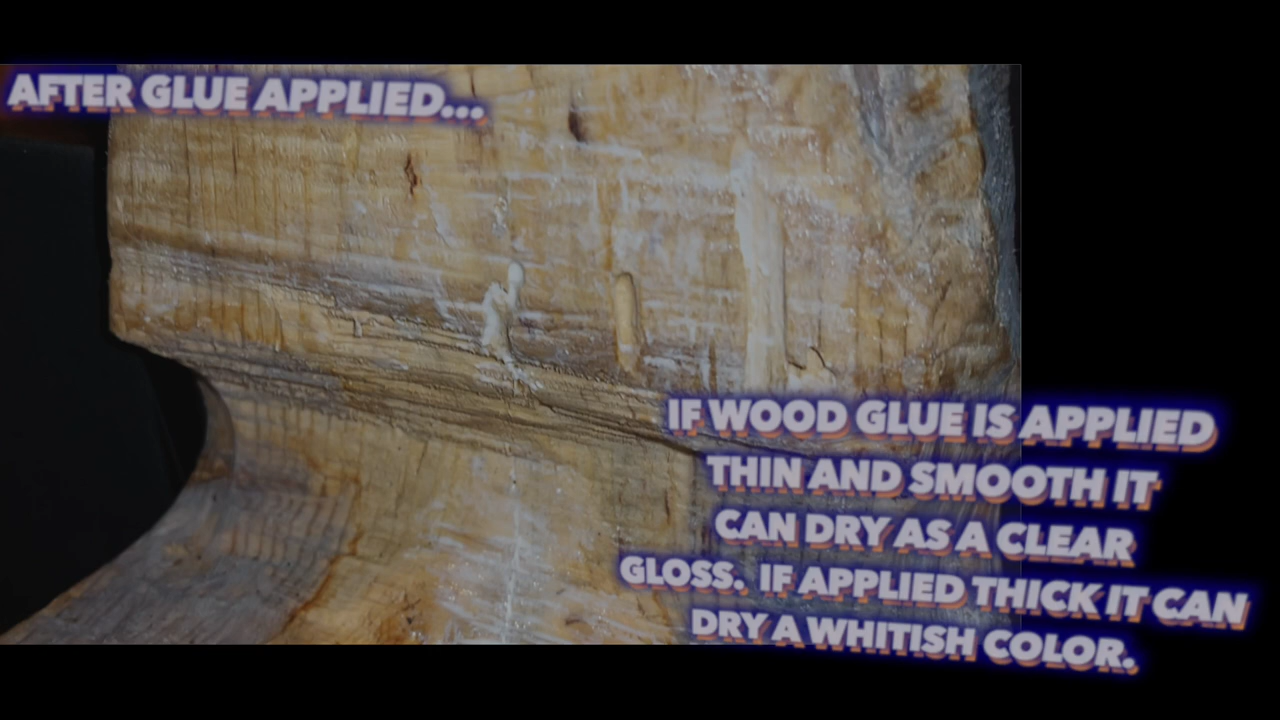 AFTER GLUE APPLIED...
IF WOOD GLUE IS APPLIED
THIN AND SMOOTH IT
CAN DRY AS A CLEAR
GLOSS. IF APPLIED THICK IT CAN
DRY A WHITISH COLOR.